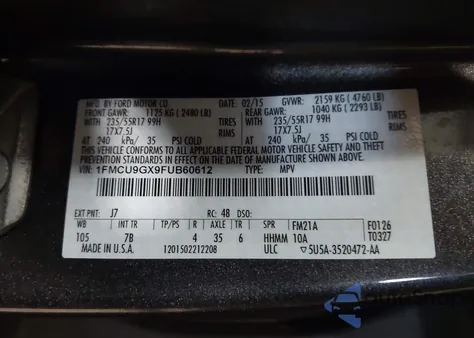 MFD. BY FORD MOTOR CO. 02/15 GVWR: 2159 KG ( 4760 LB)
FRONT GAWR: 1125 KG ( 2480 LB) REAR GAWR: 1040 KG ( 2293 LB)
WITH WITH
235/55R17 99H TIRES 235/55R17 99H TIRES
17X7.5J RIMS 17X7.5J RIMS
AT 240 kPa/ 35 PSI COLD AT 240 kPa/ 35 PSI COLD
THIS VEHICLE CONFORMS TO ALL APPLICABLE FEDERAL MOTOR VEHICLE SAFETY
AND THEFT PREVENTION STANDARDS IN EFFECT ON THE DATE OF MANUFACTURE SHOWN ABOVE.
VIN: 1FMCU9GX9FUB60612 TYPE: MPV
EXT PNT: J7 RC: 48 DSO: F0126
WB INT TR TP/PS R AXLE TR SPR FM21A T0327
105 7B 4 35 6 HHMM 10A
MADE IN U.S.A. 1201502212208 ULC ▽5U5A-3520472-AA
AutoSnap